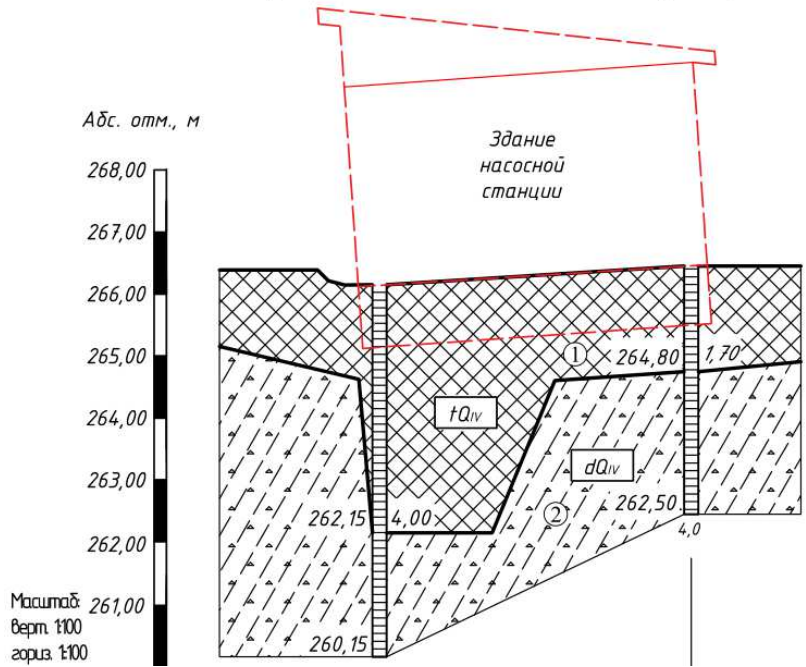 Абс. отм., м
268,00
267,00
266,00
265,00
264,00
263,00
262,00
261,00
Масштаб:
верт. 1:100
гориз. 1:100
Здание
насосной
станции
1
264,80 1,70
tQIV
dQIV
262,15 4,00
2
262,50
4,0
260,15